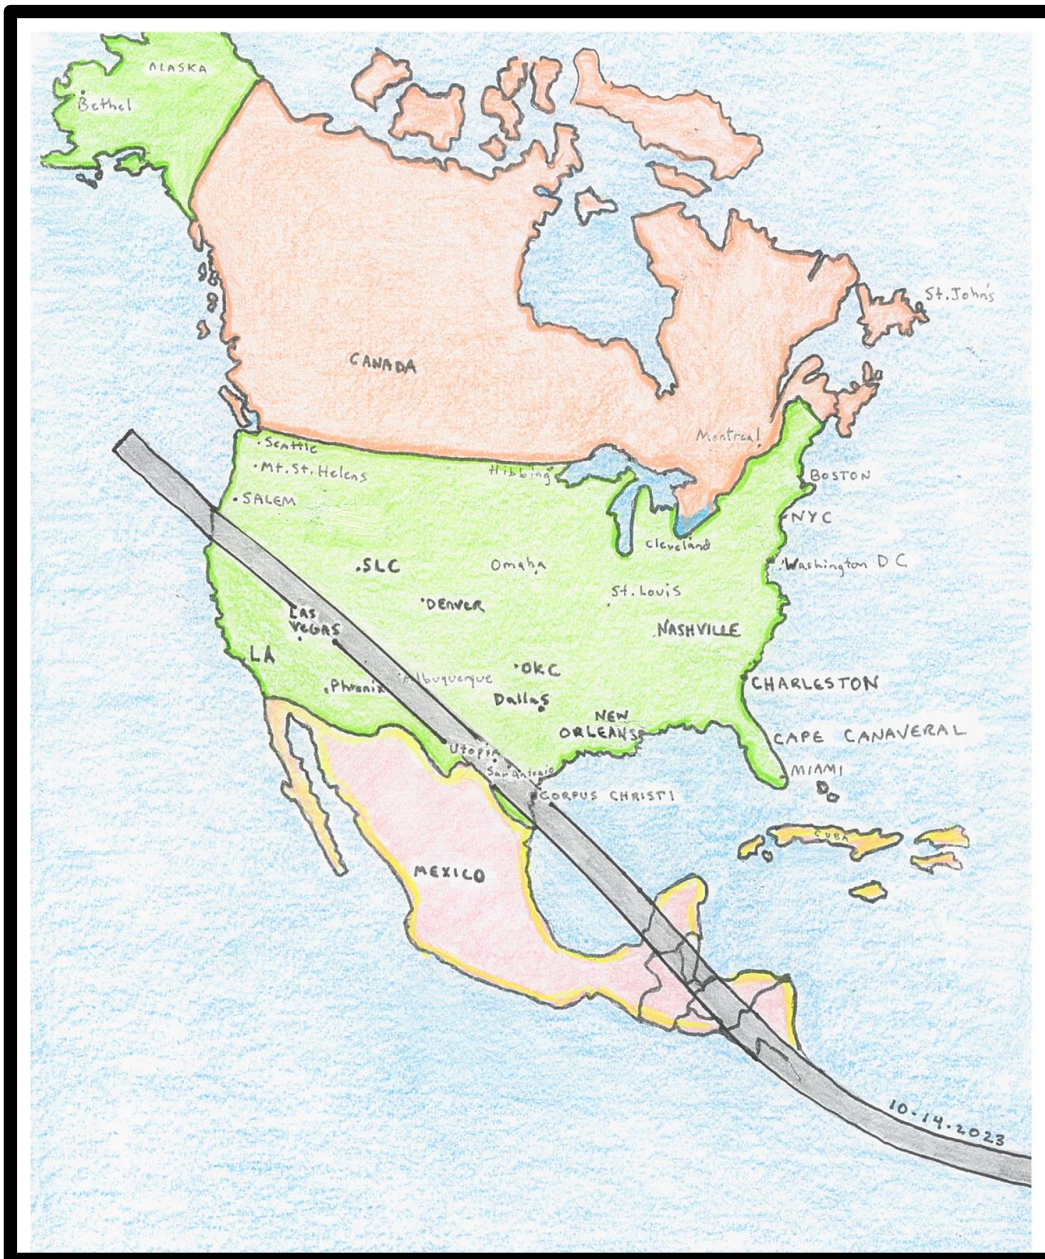 ALASKA
Bethel
St. John's
CANADA
Montreal
Seattle
Mt. St. Helens
Hibbing
BOSTON
SALEM
NYC
Cleveland
SLC
Omaha
Washington DC
DENVER
St. Louis
LAS
VEGAS
NASHVILLE
LA
OKC
Phoenix
Albuquerque
CHARLESTON
Dallas
NEW
ORLEANS
CAPE CANAVERAL
Utopia
San Antonio
MIAMI
CORPUS CHRISTI
CUBA
MEXICO
10-14-2023